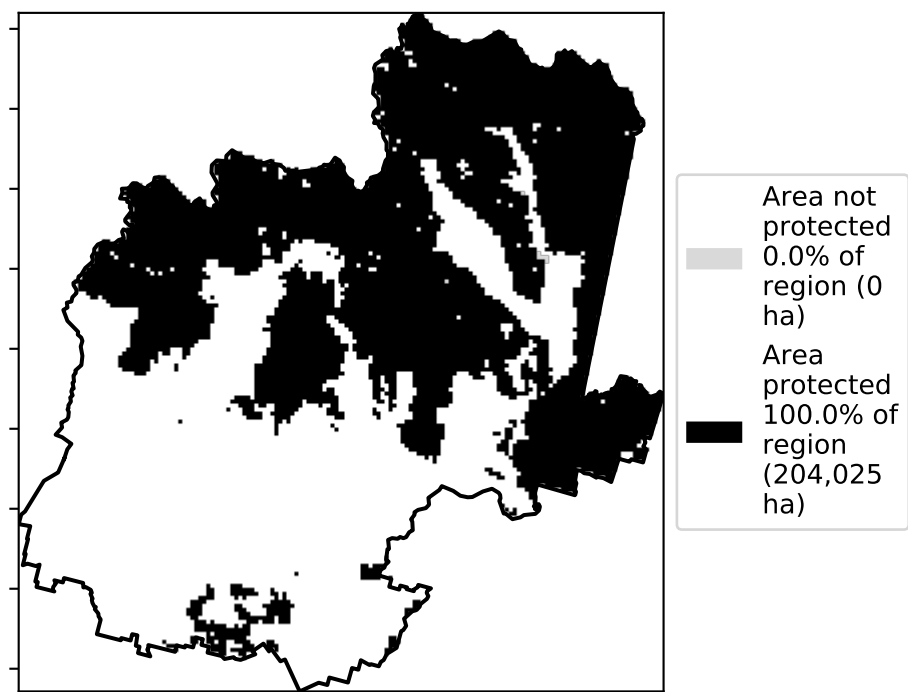 Area not
protected
0.0% of
region (0
ha)
Area
protected
100.0% of
region
(204,025
ha)